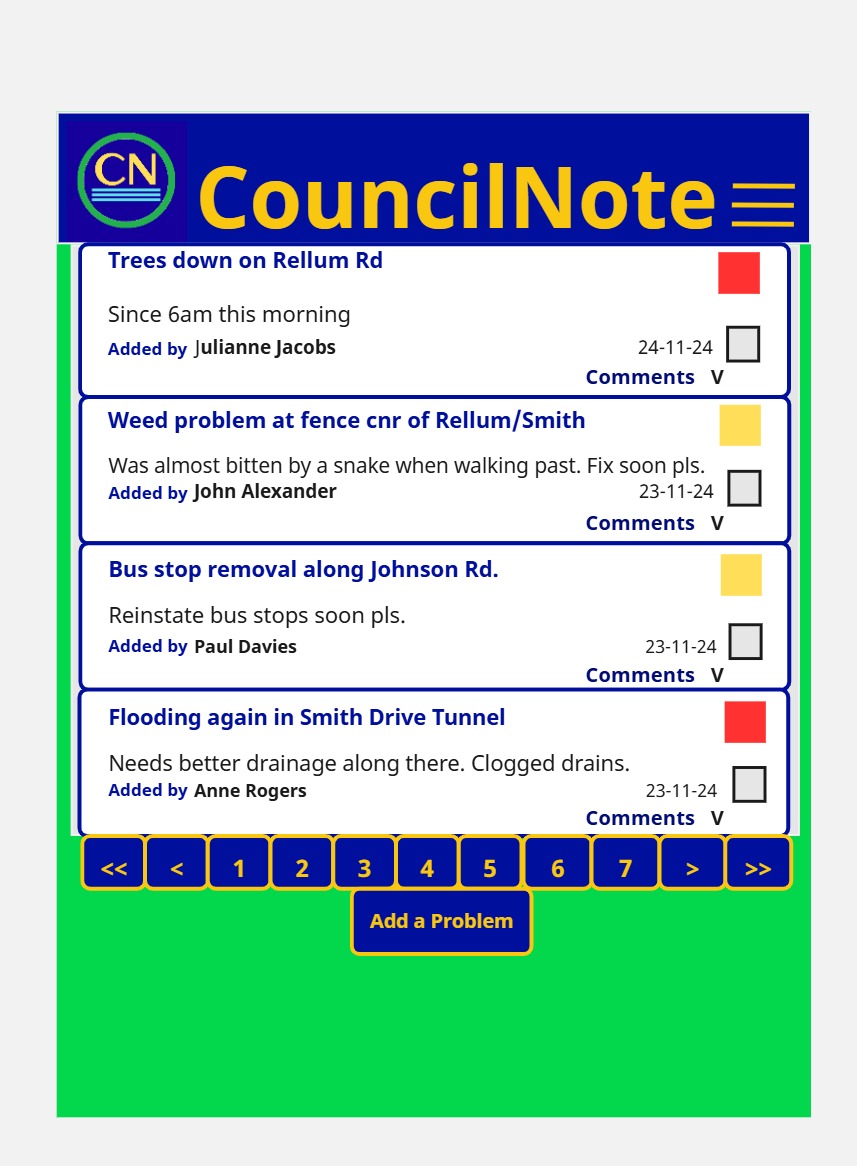 CN
CouncilNote
Trees down on Rellum Rd
Since 6am this morning
Added by Julianne Jacobs 24-11-24
Comments V
Weed problem at fence cnr of Rellum/Smith
Was almost bitten by a snake when walking past. Fix soon pls.
Added by John Alexander 23-11-24
Comments V
Bus stop removal along Johnson Rd.
Reinstate bus stops soon pls.
Added by Paul Davies 23-11-24
Comments V
Flooding again in Smith Drive Tunnel
Needs better drainage along there. Clogged drains.
Added by Anne Rogers 23-11-24
Comments V
<< < 1 2 3 4 5 6 7 > >>
Add a Problem